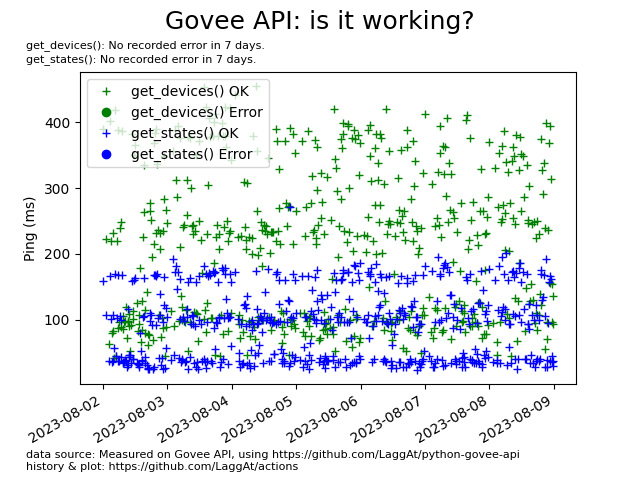 Govee API: is it working?
get_devices(): No recorded error in 7 days.
get_states(): No recorded error in 7 days.
get_devices() OK
get_devices() Error
get_states() OK
get_states() Error
Ping (ms)
400
300
200
100
2023-08-02
2023-08-03
2023-08-04
2023-08-05
2023-08-06
2023-08-07
2023-08-08
2023-08-09
data source: Measured on Govee API, using https://github.com/LaggAt/python-govee-api
history & plot: https://github.com/LaggAt/actions